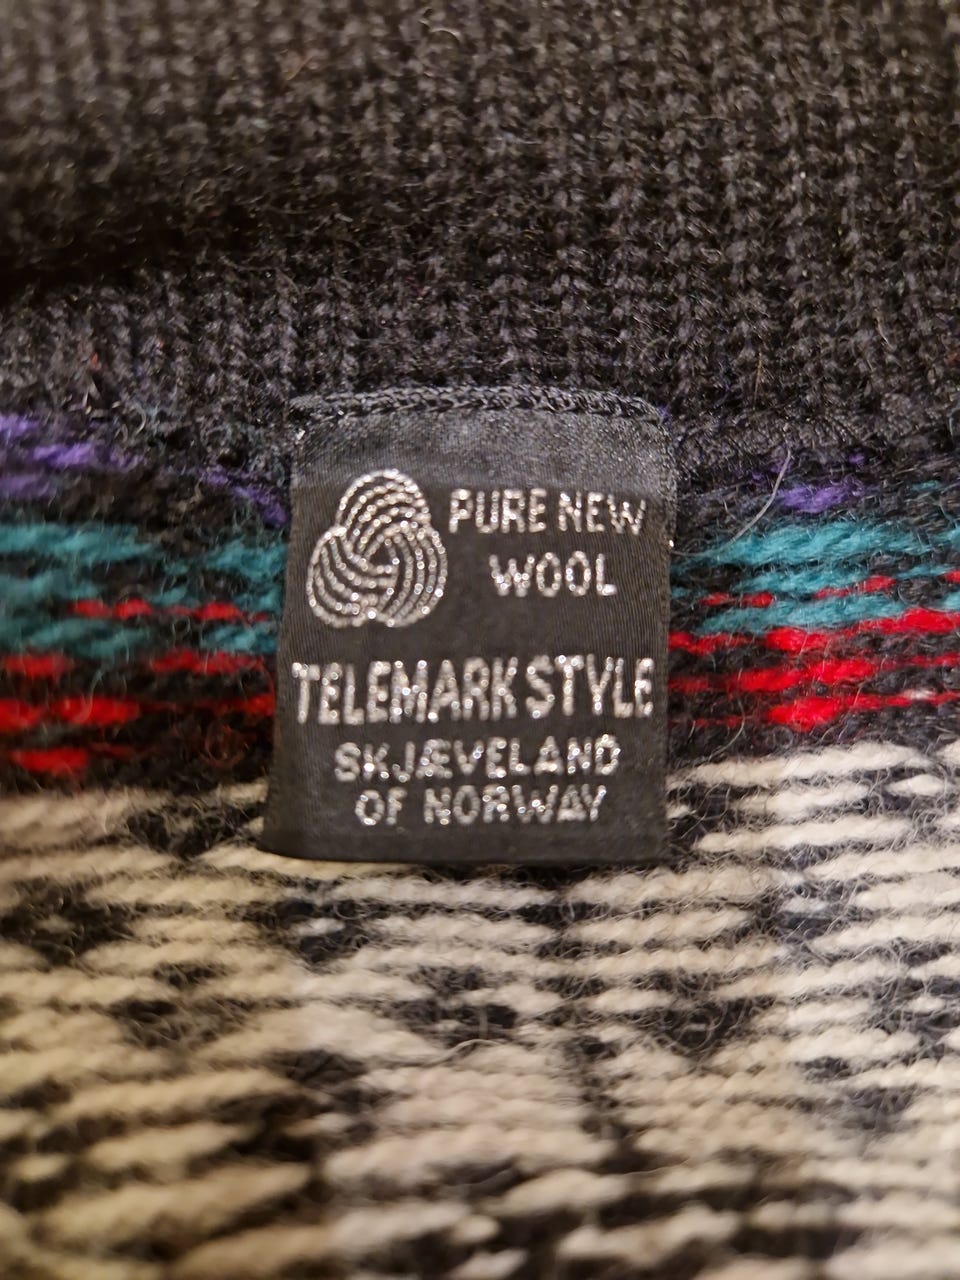 PURE NEW
WOOL
TELEMARK STYLE
SKJÆVELAND
OF NORWAY